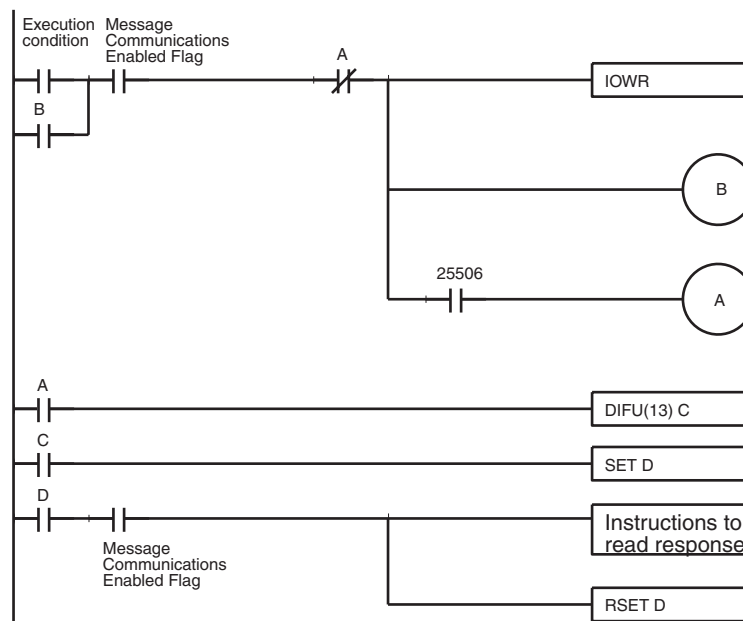 Execution
condition
Message
Communications
Enabled Flag
A
IOWR
B
B
25506
A
A
DIFU(13) C
C
SET D
D
Instructions to
read response
Message
Communications
Enabled Flag
RSET D